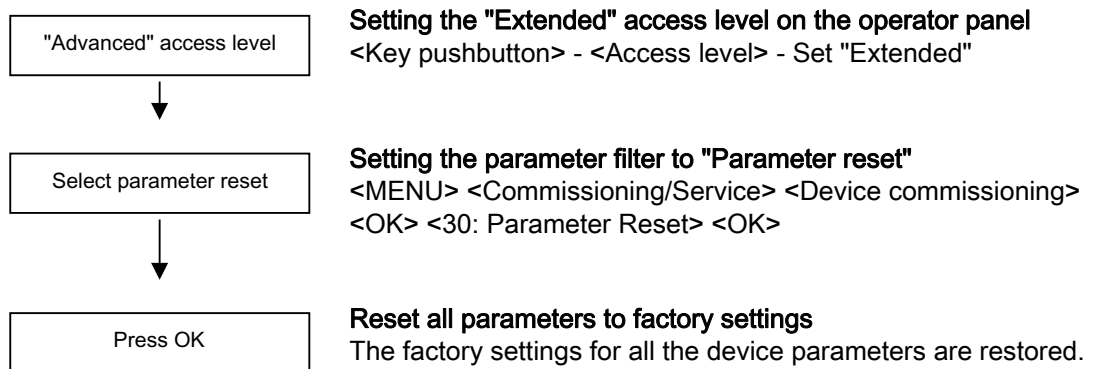 "Advanced" access level
Setting the "Extended" access level on the operator panel
<Key pushbutton> - <Access level> - Set "Extended"
Select parameter reset
Setting the parameter filter to "Parameter reset"
<MENU> <Commissioning/Service> <Device commissioning>
<OK> <30: Parameter Reset> <OK>
Press OK
Reset all parameters to factory settings
The factory settings for all the device parameters are restored.